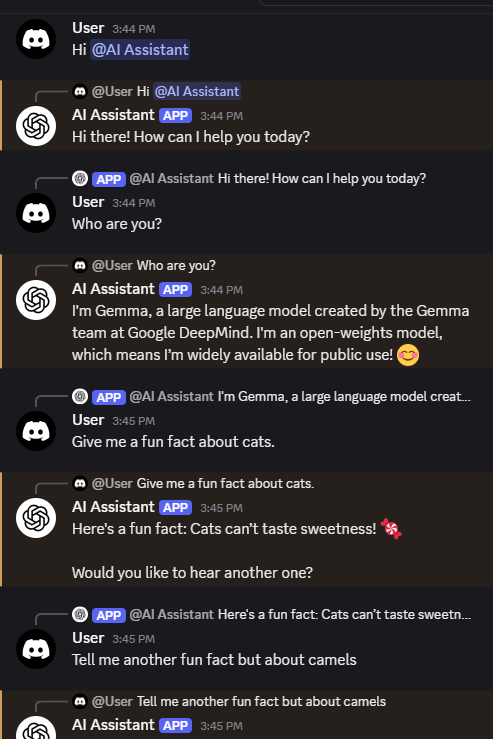 User 3:44 PM
Hi @AI Assistant
@User Hi @AI Assistant
AI Assistant APP 3:44 PM
Hi there! How can I help you today?
APP @AI Assistant Hi there! How can I help you today?
User 3:44 PM
Who are you?
@User Who are you?
AI Assistant APP 3:44 PM
I'm Gemma, a large language model created by the Gemma
team at Google DeepMind. I'm an open-weights model,
which means I’m widely available for public use! 😊
APP @AI Assistant I'm Gemma, a large language model creat...
User 3:45 PM
Give me a fun fact about cats.
@User Give me a fun fact about cats.
AI Assistant APP 3:45 PM
Here's a fun fact: Cats can’t taste sweetness! 🍬
Would you like to hear another one?
APP @AI Assistant Here's a fun fact: Cats can’t taste sweetn...
User 3:45 PM
Tell me another fun fact but about camels
@User Tell me another fun fact but about camels
AI Assistant APP 3:45 PM